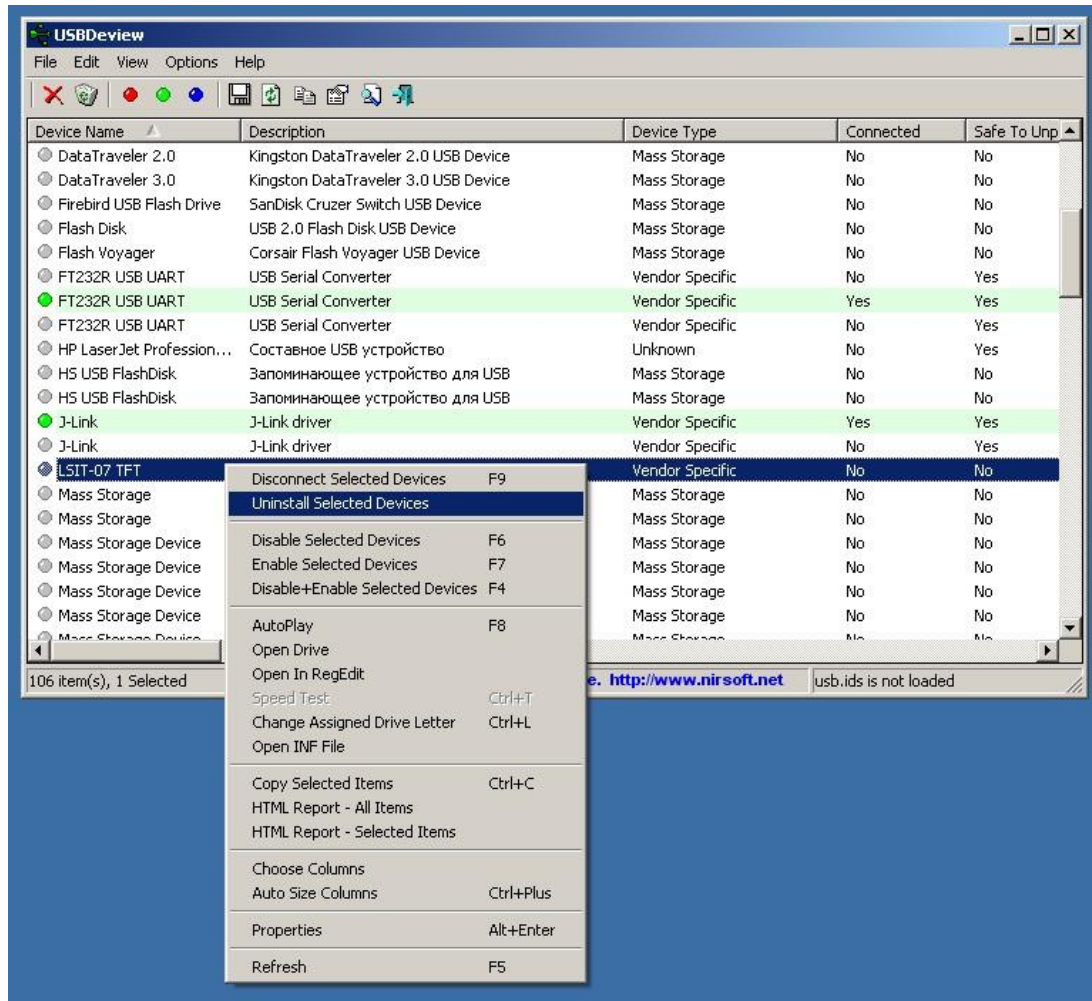 USBDeview
File Edit View Options Help
Device Name Description Device Type Connected Safe To Unp
DataTraveler 2.0 Kingston DataTraveler 2.0 USB Device Mass Storage No No
DataTraveler 3.0 Kingston DataTraveler 3.0 USB Device Mass Storage No No
Firebird USB Flash Drive SanDisk Cruzer Switch USB Device Mass Storage No No
Flash Disk USB 2.0 Flash Disk USB Device Mass Storage No No
Flash Voyager Corsair Flash Voyager USB Device Mass Storage No No
FT232R USB UART USB Serial Converter Vendor Specific No Yes
FT232R USB UART USB Serial Converter Vendor Specific Yes Yes
FT232R USB UART USB Serial Converter Vendor Specific No Yes
HP LaserJet Profession... Составное USB устройство Unknown No Yes
HS USB FlashDisk Запоминающее устройство для USB Mass Storage No No
HS USB FlashDisk Запоминающее устройство для USB Mass Storage No No
J-Link J-Link driver Vendor Specific Yes Yes
J-Link J-Link driver Vendor Specific No Yes
LSIT-07 TFT Vendor Specific No No
Mass Storage Mass Storage No No
Mass Storage Mass Storage No No
Mass Storage Device Mass Storage No No
Mass Storage Device Mass Storage No No
Mass Storage Device Mass Storage No No
Mass Storage Device Mass Storage No No
Mass Storage Device Mass Storage No No
106 item(s), 1 Selected e. http://www.nirsoft.net usb.ids is not loaded
Disconnect Selected Devices F9
Uninstall Selected Devices
Disable Selected Devices F6
Enable Selected Devices F7
Disable+Enable Selected Devices F4
AutoPlay F8
Open Drive
Open In RegEdit
Speed Test Ctrl+T
Change Assigned Drive Letter Ctrl+L
Open INF File
Copy Selected Items Ctrl+C
HTML Report - All Items
HTML Report - Selected Items
Choose Columns
Auto Size Columns Ctrl+Plus
Properties Alt+Enter
Refresh F5